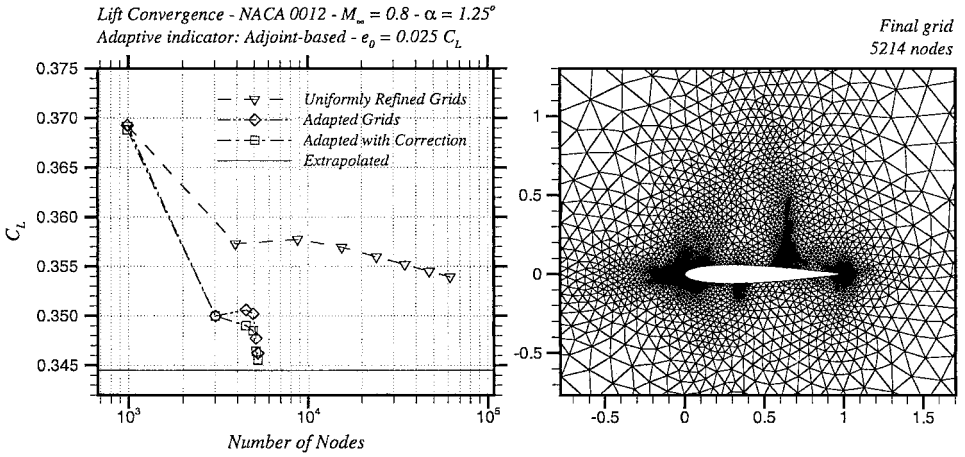 Lift Convergence - NACA 0012 - M∞ = 0.8 - α = 1.25°
Adaptive indicator: Adjoint-based - e₀ = 0.025 C_L
0.375
0.370
0.365
0.360
0.355
0.350
0.345
C_L
Uniformly Refined Grids
Adapted Grids
Adapted with Correction
Extrapolated
10³
10⁴
10⁵
Number of Nodes
Final grid
5214 nodes
1
0.5
0
-0.5
-0.5
0
0.5
1
1.5